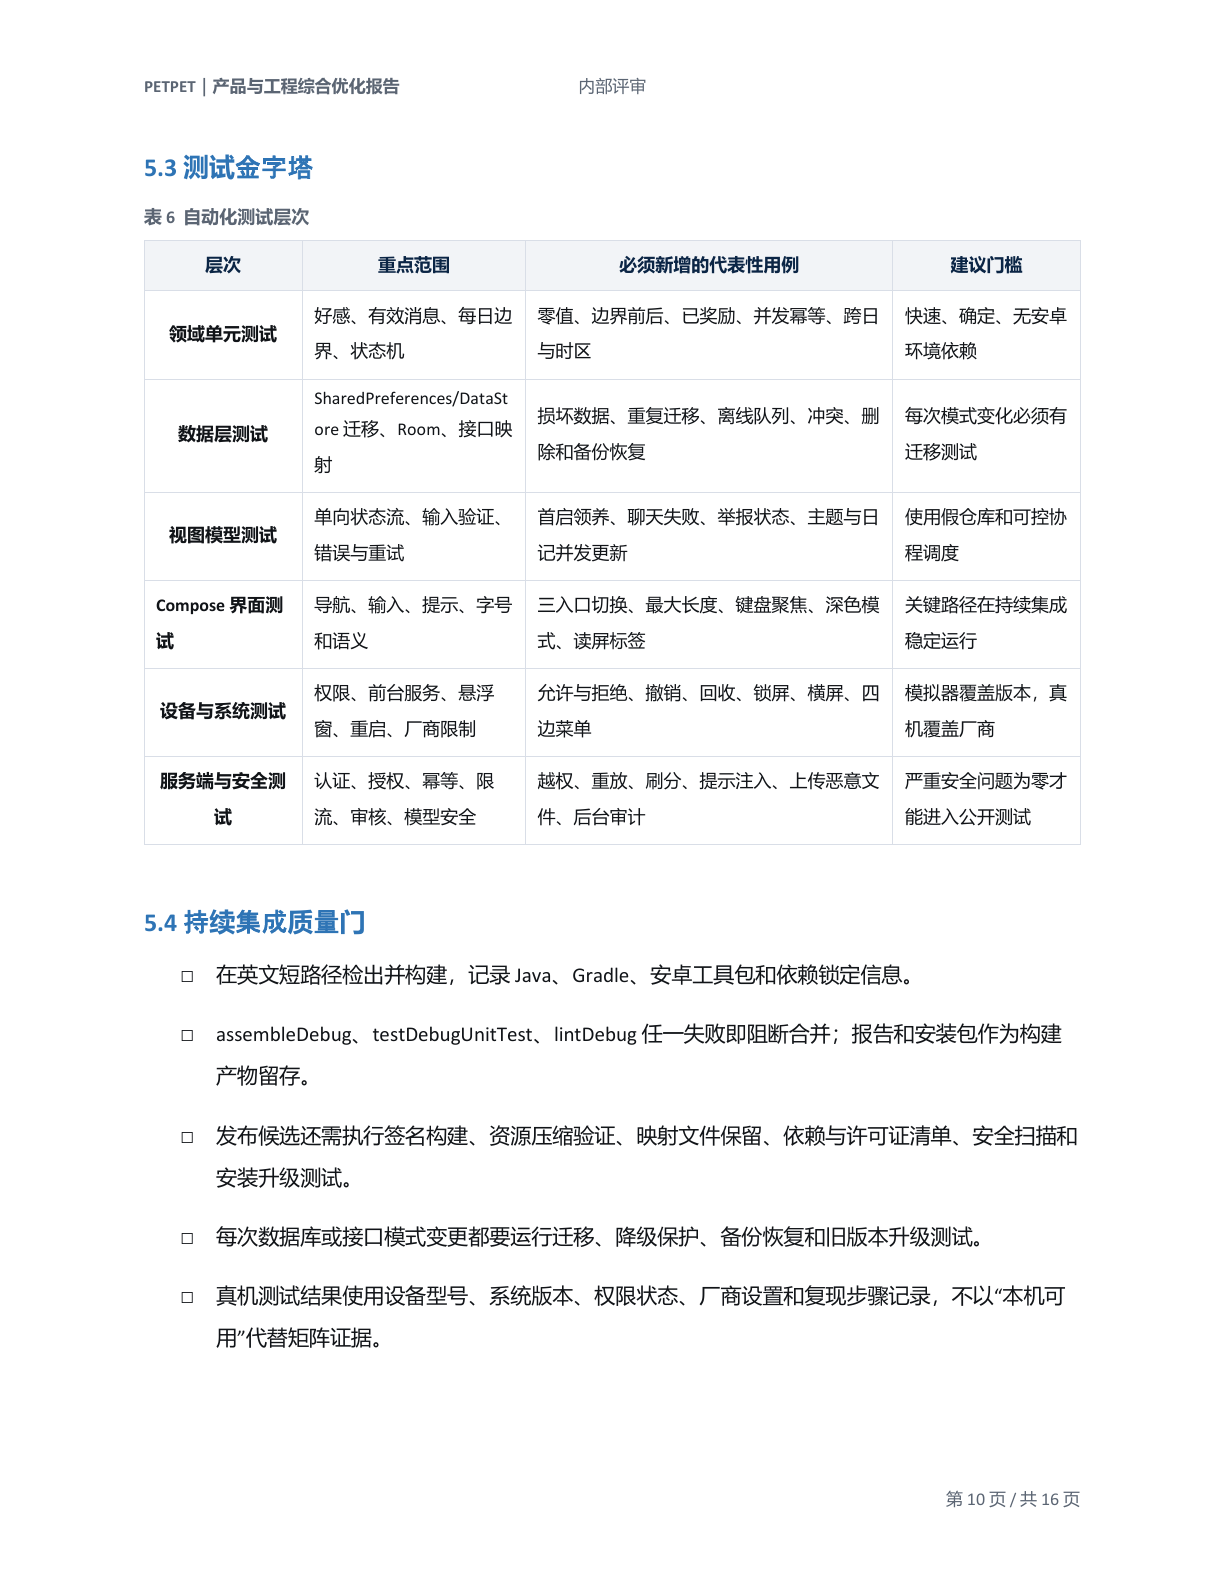 PETPET｜产品与工程综合优化报告 内部评审
5.3 测试金字塔
表 6 自动化测试层次
层次 重点范围 必须新增的代表性用例 建议门槛
领域单元测试 好感、有效消息、每日边 零值、边界前后、已奖励、并发幂等、跨日 快速、确定、无安卓
界、状态机 与时区 环境依赖
数据层测试 SharedPreferences/DataSt
ore 迁移、Room、接口映 损坏数据、重复迁移、离线队列、冲突、删 每次模式变化必须有
射 除和备份恢复 迁移测试
视图模型测试 单向状态流、输入验证、 首启领养、聊天失败、举报状态、主题与日 使用假仓库和可控协
错误与重试 记并发更新 程调度
Compose 界面测 导航、输入、提示、字号 三入口切换、最大长度、键盘聚焦、深色模 关键路径在持续集成
试 和语义 式、读屏标签 稳定运行
设备与系统测试 权限、前台服务、悬浮 允许与拒绝、撤销、回收、锁屏、横屏、四 模拟器覆盖版本，真
窗、重启、厂商限制 边菜单 机覆盖厂商
服务端与安全测 认证、授权、幂等、限 越权、重放、刷分、提示注入、上传恶意文 严重安全问题为零才
试 流、审核、模型安全 件、后台审计 能进入公开测试
5.4 持续集成质量门
□ 在英文短路径检出并构建，记录 Java、Gradle、安卓工具包和依赖锁定信息。
□ assembleDebug、testDebugUnitTest、lintDebug 任一失败即阻断合并；报告和安装包作为构建
产物留存。
□ 发布候选还需执行签名构建、资源压缩验证、映射文件保留、依赖与许可证清单、安全扫描和
安装升级测试。
□ 每次数据库或接口模式变更都要运行迁移、降级保护、备份恢复和旧版本升级测试。
□ 真机测试结果使用设备型号、系统版本、权限状态、厂商设置和复现步骤记录，不以“本机可
用”代替矩阵证据。
第 10 页 / 共 16 页